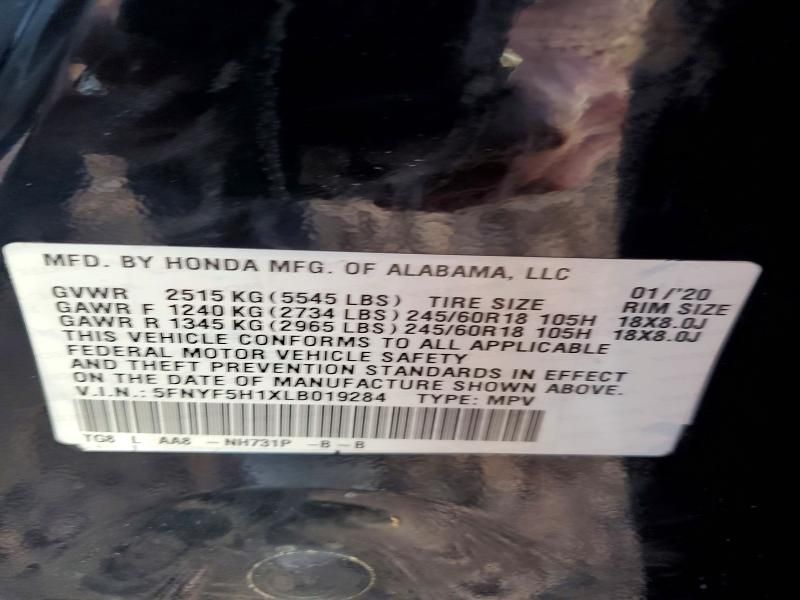 MFD. BY HONDA MFG. OF ALABAMA, LLC 01/'20
GVWR 2515 KG (5545 LBS) TIRE SIZE RIM SIZE
GAWR F 1240 KG (2734 LBS) 245/60R18 105H 18X8.0J
GAWR R 1345 KG (2965 LBS) 245/60R18 105H 18X8.0J
THIS VEHICLE CONFORMS TO ALL APPLICABLE
FEDERAL MOTOR VEHICLE SAFETY
AND THEFT PREVENTION STANDARDS IN EFFECT
ON THE DATE OF MANUFACTURE SHOWN ABOVE.
V.I.N.: 5FNYF5H1XLB019284 TYPE: MPV
TG8 L AA8 - NH731P - B - B